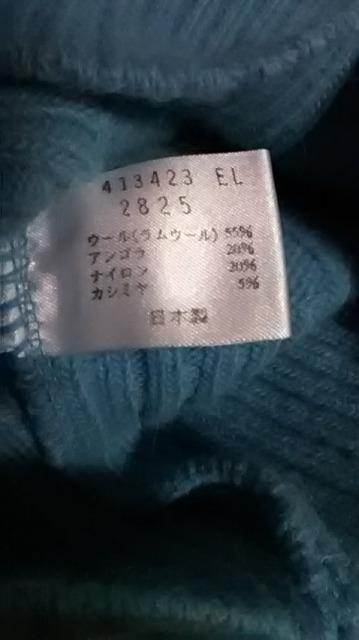 413423 EL
2825
ウール(ラムウール) 55%
アンゴラ 20%
ナイロン 20%
カシミヤ 5%
日本製